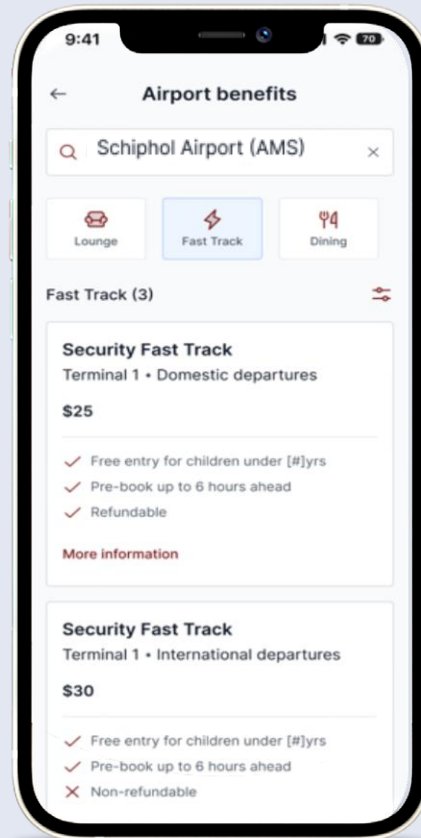 9:41
70
Airport benefits
Schiphol Airport (AMS)
Lounge
Fast Track
Dining
Fast Track (3)
Security Fast Track
Terminal 1 • Domestic departures
$25
Free entry for children under [#]yrs
Pre-book up to 6 hours ahead
Refundable
More information
Security Fast Track
Terminal 1 • International departures
$30
Free entry for children under [#]yrs
Pre-book up to 6 hours ahead
Non-refundable